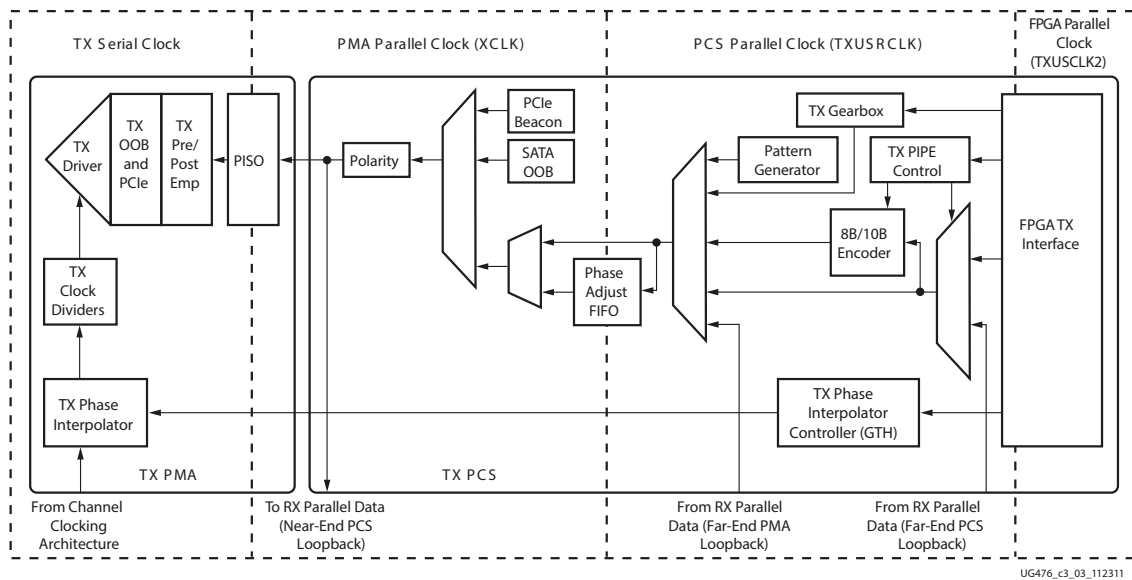 TX Serial Clock
PMA Parallel Clock (XCLK)
PCS Parallel Clock (TXUSRCLK)
FPGA Parallel
Clock
(TXUSCLK2)
TX
Driver
TX
OOB
and
PCIe
TX
Pre/
Post
Emp
PISO
Polarity
PCIe
Beacon
SATA
OOB
TX Gearbox
Pattern
Generator
TX PIPE
Control
8B/10B
Encoder
FPGA TX
Interface
Phase
Adjust
FIFO
TX
Clock
Dividers
TX Phase
Interpolator
TX Phase
Interpolator
Controller (GTH)
TX PMA
TX PCS
From Channel
Clocking
Architecture
To RX Parallel Data
(Near-End PCS
Loopback)
From RX Parallel
Data (Far-End PMA
Loopback)
From RX Parallel
Data (Far-End PCS
Loopback)
UG476_c3_03_112311